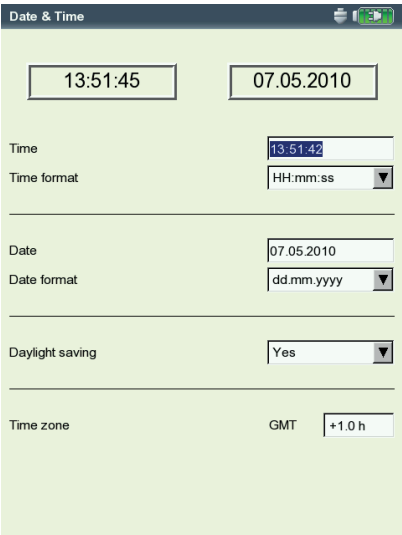 Date & Time
13:51:45 07.05.2010
Time 13:51:42
Time format HH:mm:ss
Date 07.05.2010
Date format dd.mm.yyyy
Daylight saving Yes
Time zone GMT +1.0 h